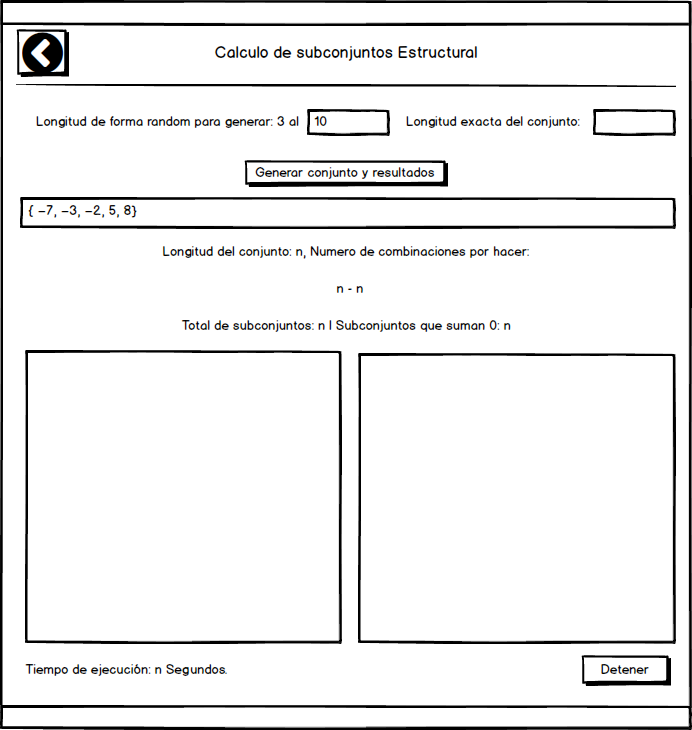 Calculo de subconjuntos Estructural
Longitud de forma random para generar: 3 al 10 Longitud exacta del conjunto:
Generar conjunto y resultados
{ -7, -3, -2, 5, 8}
Longitud del conjunto: n, Numero de combinaciones por hacer:
n - n
Total de subconjuntos: n | Subconjuntos que suman 0: n
Tiempo de ejecución: n Segundos. Detener